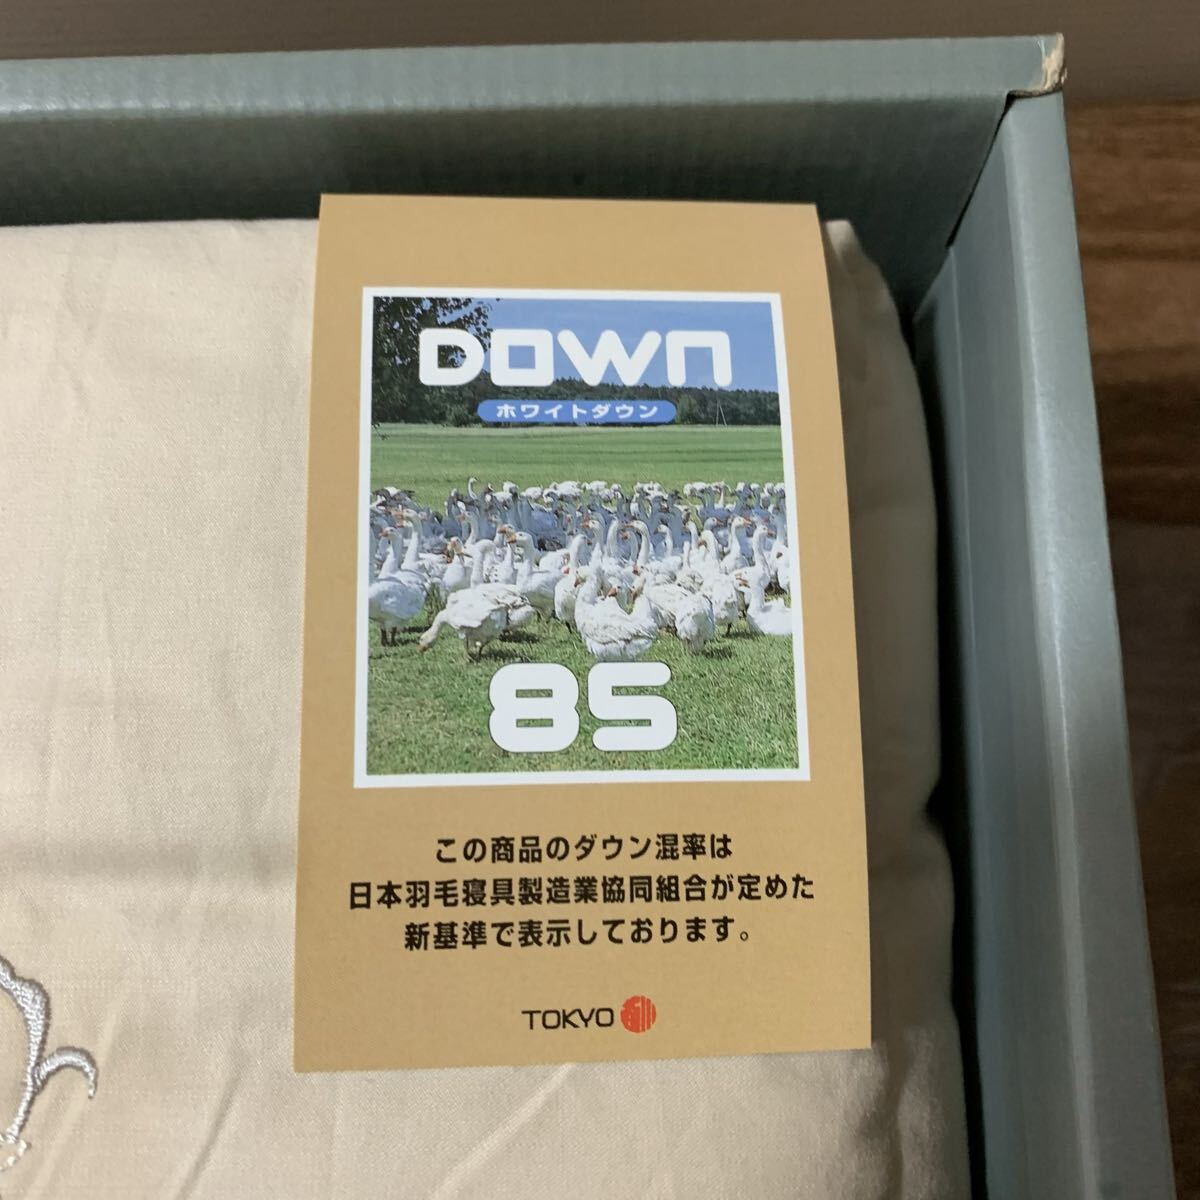 DOWN
ホワイトダウン
85
この商品のダウン混率は
日本羽毛寝具製造業協同組合が定めた
新基準で表示しております。
TOKYO